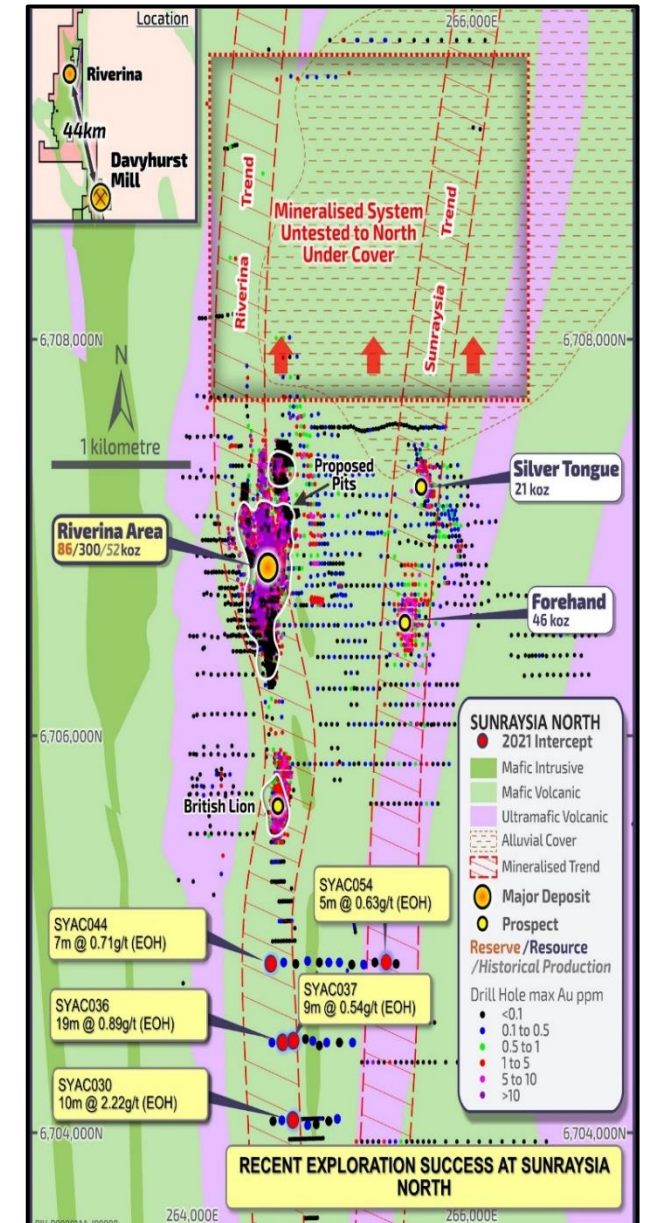 Location
Riverina
44km
Davyhurst
Mill
266,000E
Mineralised System
Untested to North
Under Cover
Riverina Trend
Sunraysia Trend
6,708,000N
6,708,000N
N
1 kilometre
Proposed
Pits
Silver Tongue
21 koz
Riverina Area
86/300/52koz
Forehand
46 koz
6,706,000N
British Lion
SUNRAYSIA NORTH
2021 Intercept
Mafic Intrusive
Mafic Volcanic
Ultramafic Volcanic
Alluvial Cover
Mineralised Trend
Major Deposit
Prospect
Reserve/Resource
/Historical Production
Drill Hole max Au ppm
<0.1
0.1 to 0.5
0.5 to 1
1 to 5
5 to 10
>10
SYAC054
5m @ 0.63g/t (EOH)
SYAC044
7m @ 0.71g/t (EOH)
SYAC037
9m @ 0.54g/t (EOH)
SYAC036
19m @ 0.89g/t (EOH)
SYAC030
10m @ 2.22g/t (EOH)
6,704,000N
6,704,000N
RECENT EXPLORATION SUCCESS AT SUNRAYSIA
NORTH
264,000E
266,000E